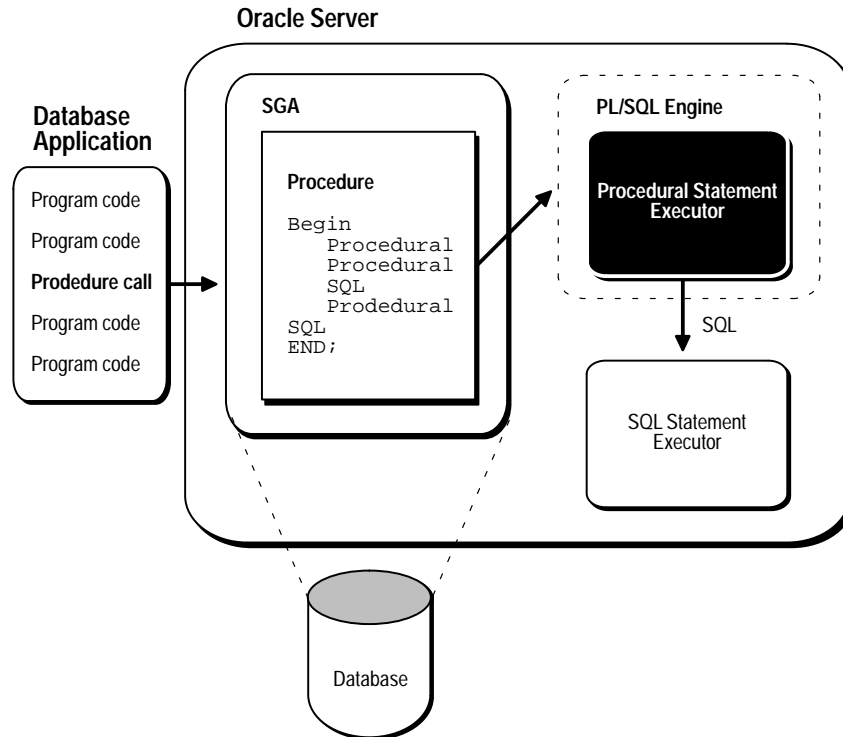 Oracle Server
Database
Application
Program code
Program code
Prodedure call
Program code
Program code
SGA
Procedure
Begin
Procedural
Procedural
SQL
Prodedural
SQL
END;
PL/SQL Engine
Procedural Statement
Executor
SQL
SQL Statement
Executor
Database